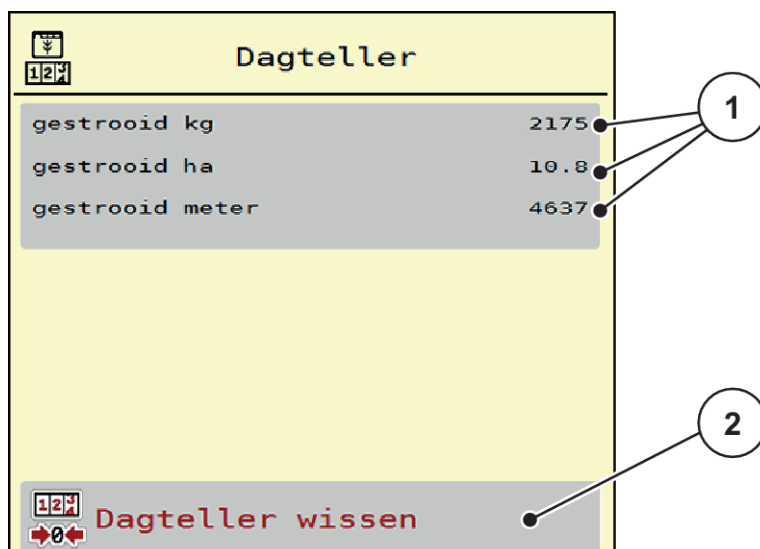 Dagteller
gestrooid kg 2175
gestrooid ha 10.8
gestrooid meter 4637
1
2
Dagteller wissen